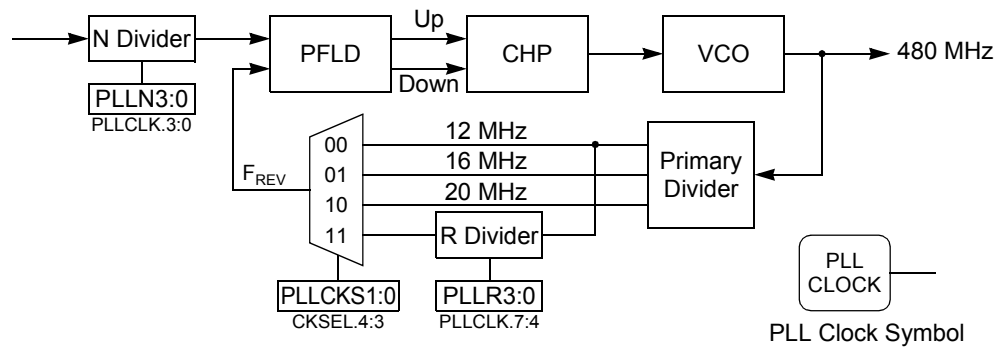 Up
N Divider
PFLD
CHP
VCO
480 MHz
Down
PLLN3:0
PLLCLK.3:0
12 MHz
00
16 MHz
01
Primary
Divider
FREV
20 MHz
10
11
R Divider
PLLCKS1:0
CKSEL.4:3
PLLR3:0
PLLCLK.7:4
PLL
CLOCK
PLL Clock Symbol